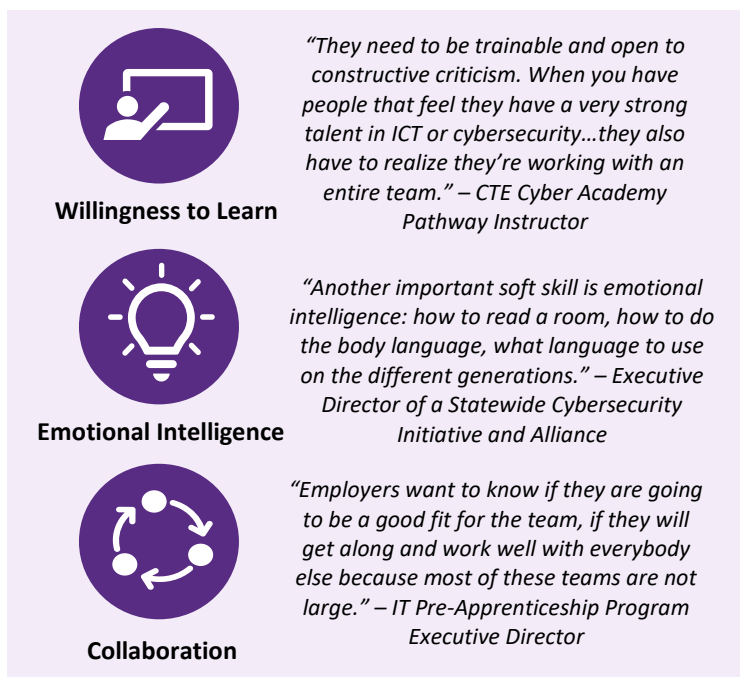 “They need to be trainable and open to
constructive criticism. When you have
people that feel they have a very strong
talent in ICT or cybersecurity…they also
have to realize they’re working with an
entire team.” – CTE Cyber Academy
Pathway Instructor
Willingness to Learn
“Another important soft skill is emotional
intelligence: how to read a room, how to do
the body language, what language to use
on the different generations.” – Executive
Director of a Statewide Cybersecurity
Initiative and Alliance
Emotional Intelligence
“Employers want to know if they are going
to be a good fit for the team, if they will
get along and work well with everybody
else because most of these teams are not
large.” – IT Pre-Apprenticeship Program
Executive Director
Collaboration